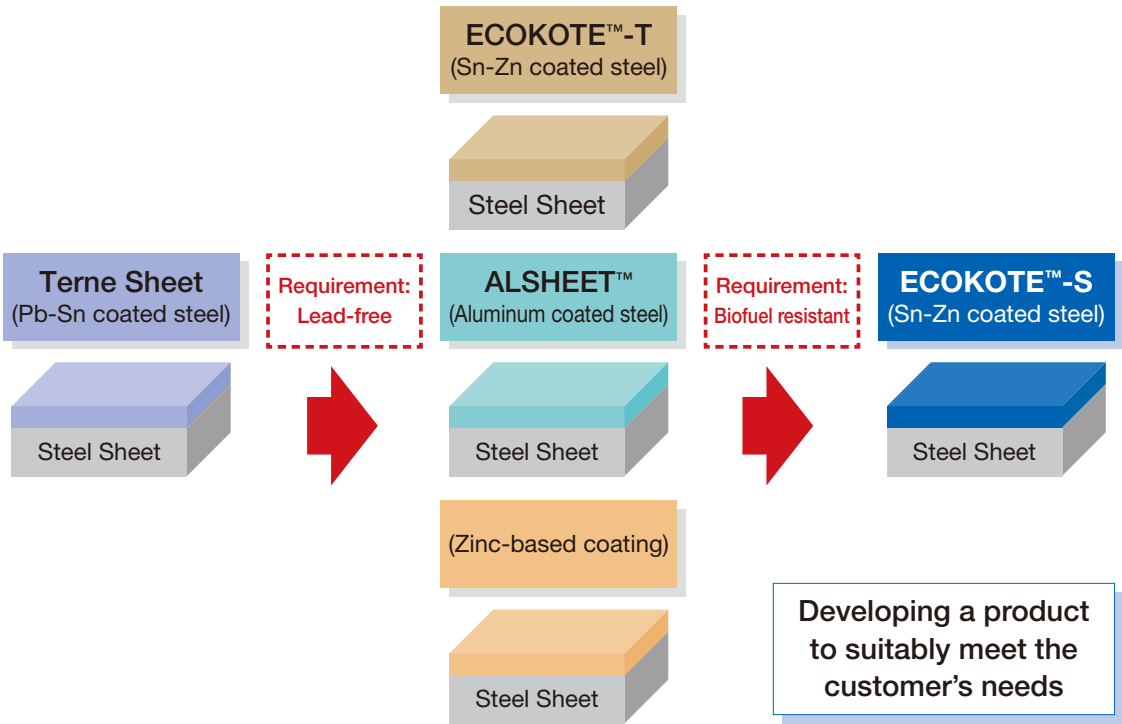 ECOKOTE™-T
(Sn-Zn coated steel)
Steel Sheet
Terne Sheet
(Pb-Sn coated steel)
Steel Sheet
Requirement:
Lead-free
ALSHEET™
(Aluminum coated steel)
Steel Sheet
Requirement:
Biofuel resistant
ECOKOTE™-S
(Sn-Zn coated steel)
Steel Sheet
(Zinc-based coating)
Steel Sheet
Developing a product
to suitably meet the
customer's needs